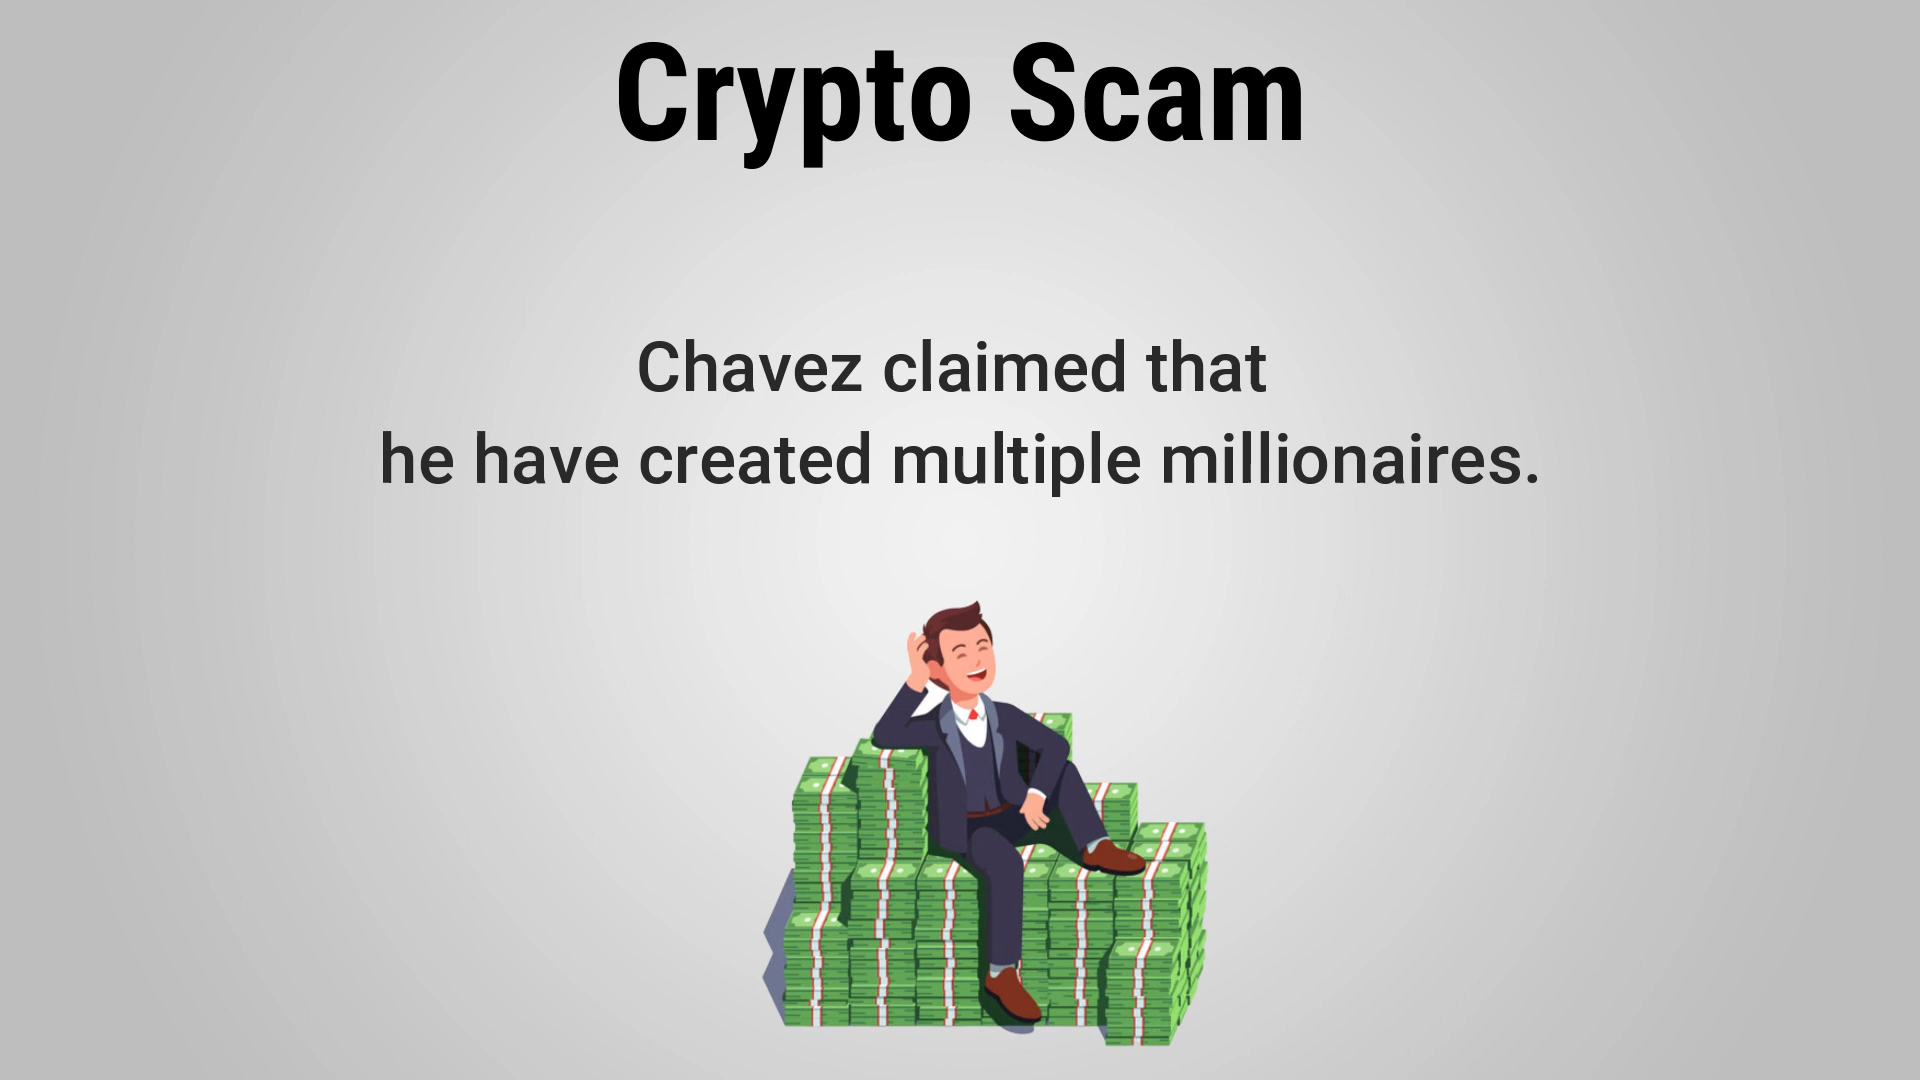 Crypto Scam
Chavez claimed that
he have created multiple millionaires.